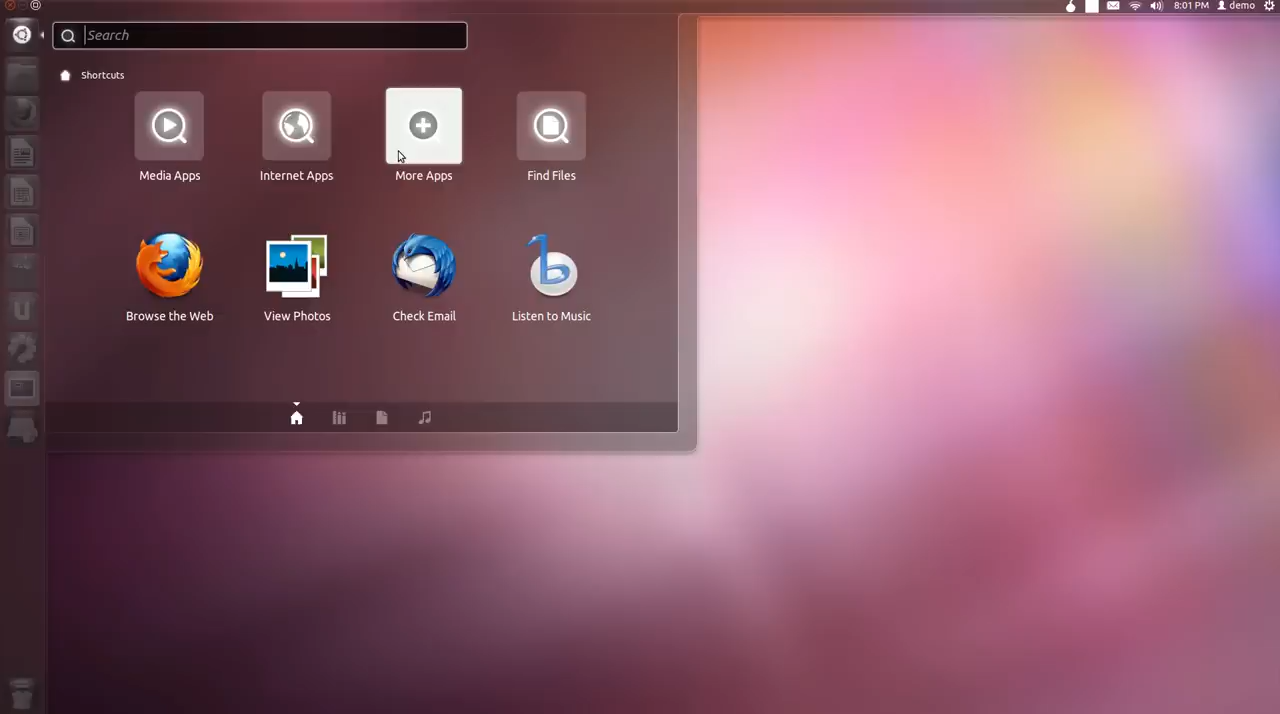 8:01 PM demo
Search
Shortcuts
Media Apps Internet Apps More Apps Find Files
Browse the Web View Photos Check Email Listen to Music